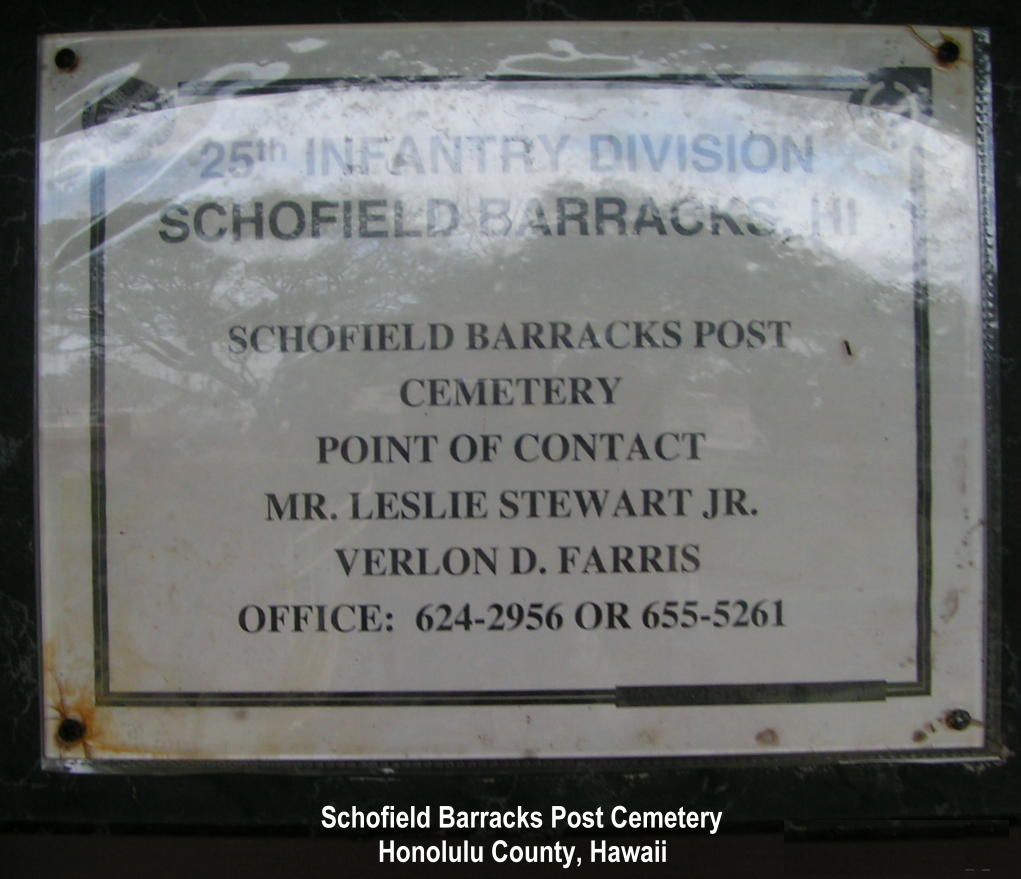 25th INFANTRY DIVISION
SCHOFIELD BARRACKS, HI
SCHOFIELD BARRACKS POST
CEMETERY
POINT OF CONTACT
MR. LESLIE STEWART JR.
VERLON D. FARRIS
OFFICE: 624-2956 OR 655-5261
Schofield Barracks Post Cemetery
Honolulu County, Hawaii